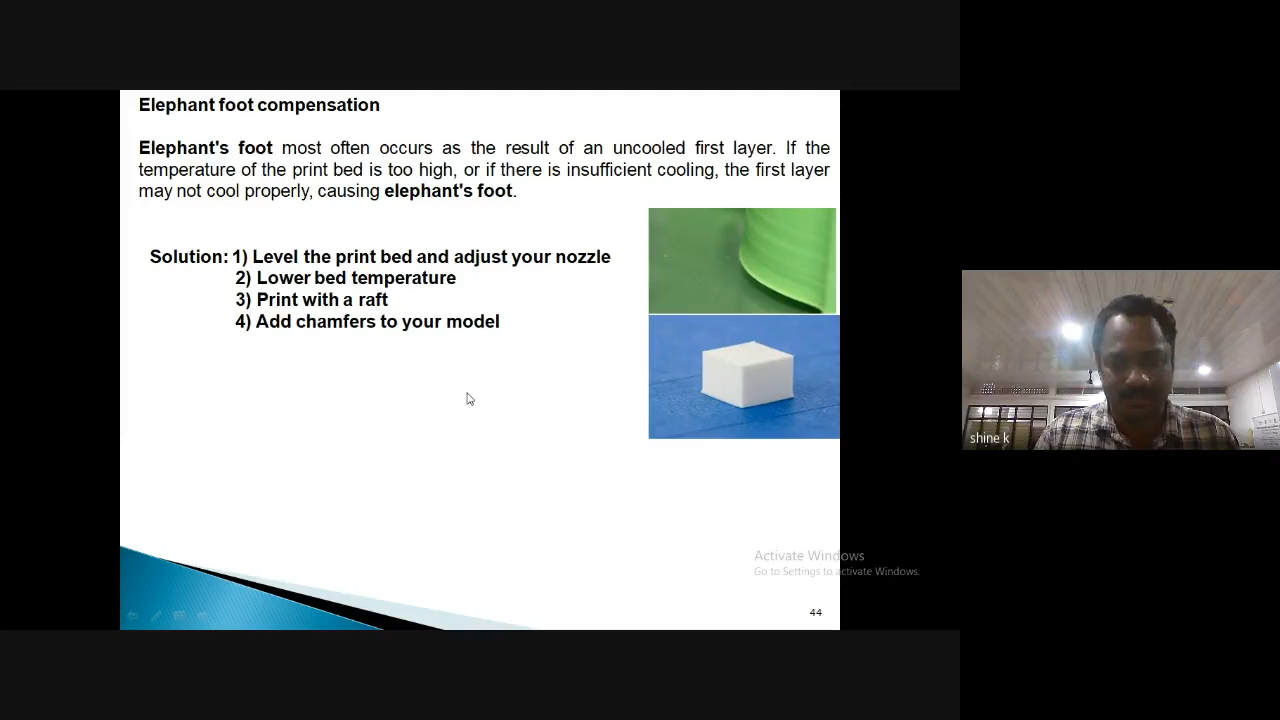 Elephant foot compensation
Elephant's foot most often occurs as the result of an uncooled first layer. If the
temperature of the print bed is too high, or if there is insufficient cooling, the first layer
may not cool properly, causing elephant's foot.
Solution: 1) Level the print bed and adjust your nozzle
2) Lower bed temperature
3) Print with a raft
4) Add chamfers to your model
shine k
Activate Windows
Go to Settings to activate Windows.
44